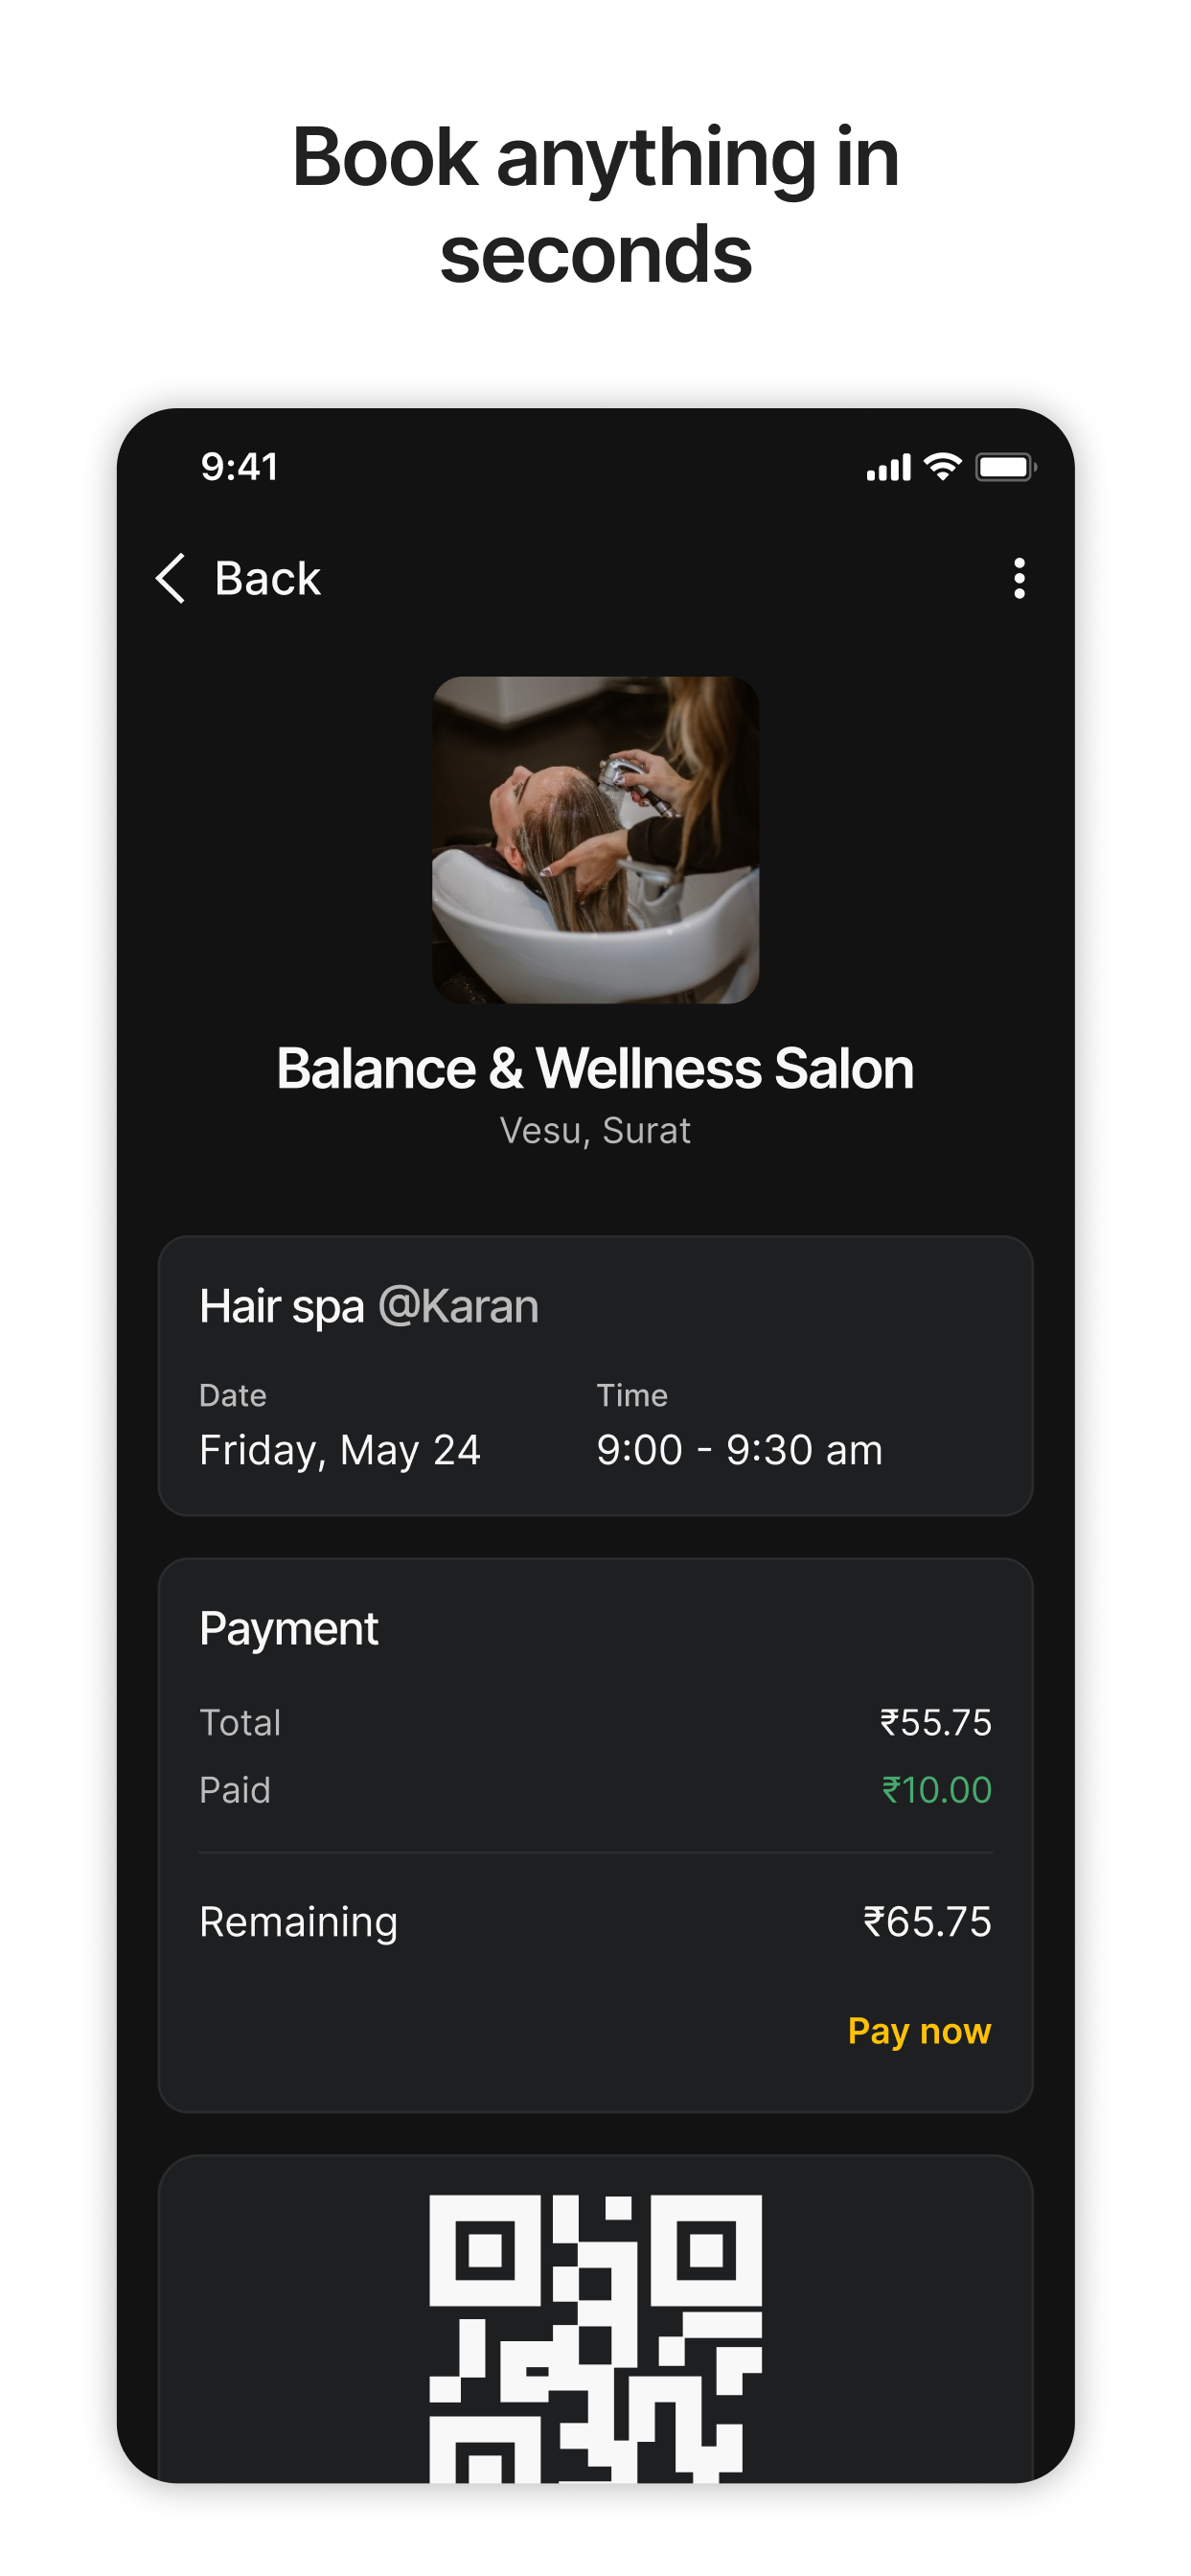 Book anything in
seconds
9:41
Back
Balance & Wellness Salon
Vesu, Surat
Hair spa @Karan
Date
Time
Friday, May 24
9:00 - 9:30 am
Payment
Total
₹55.75
Paid
₹10.00
Remaining
₹65.75
Pay now